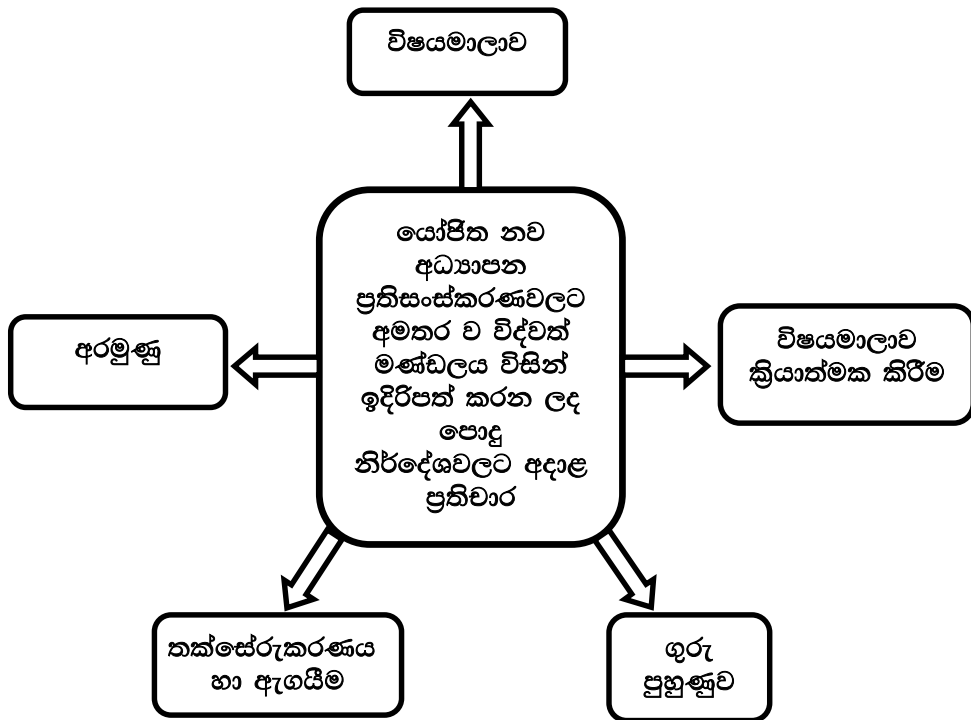 විෂයමාලාව
යෝජිත නව
අධ්‍යාපන
ප්‍රතිසංස්කරණවලට
අමතර ව විද්වත්
මණ්ඩලය විසින්
ඉදිරිපත් කරන ලද
පොදු
නිර්දේශවලට අදාළ
ප්‍රතිචාර
අරමුණු
විෂයමාලාව
ක්‍රියාත්මක කිරීම
තක්සේරුකරණය
හා ඇගයීම
ගුරු
පුහුණුව